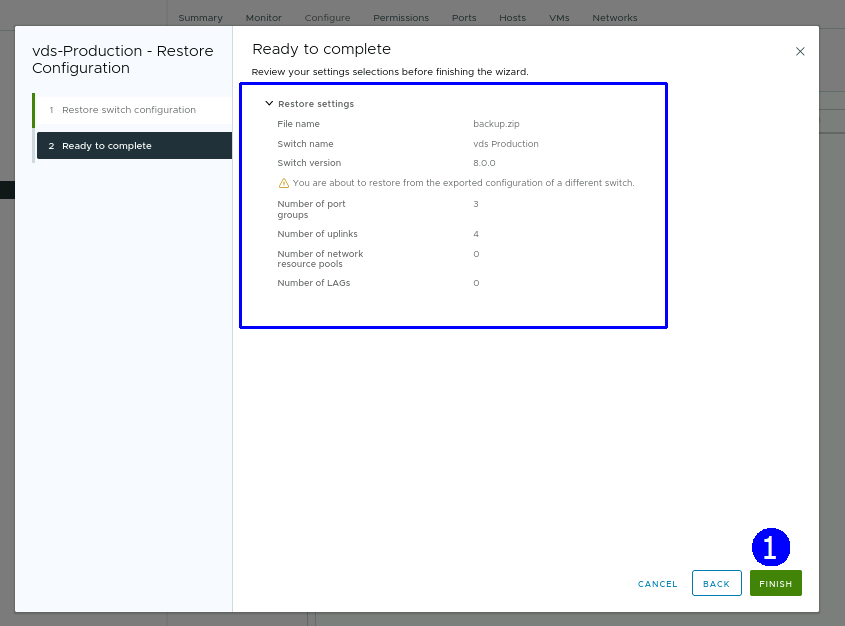 Summary Monitor Configure Permissions Ports Hosts VMs Networks
vds-Production - Restore
Configuration
1 Restore switch configuration
2 Ready to complete
Ready to complete
Review your settings selections before finishing the wizard.
Restore settings
File name backup.zip
Switch name vds Production
Switch version 8.0.0
You are about to restore from the exported configuration of a different switch.
Number of port 3
groups
Number of uplinks 4
Number of network 0
resource pools
Number of LAGs 0
1
CANCEL BACK FINISH